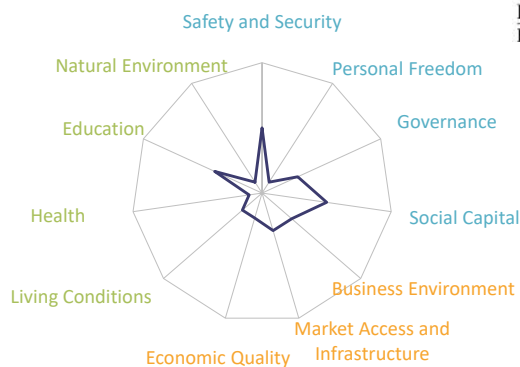 Safety and Security
Natural Environment
Personal Freedom
Education
Governance
Health
Social Capital
Living Conditions
Business Environment
Market Access and
Infrastructure
Economic Quality